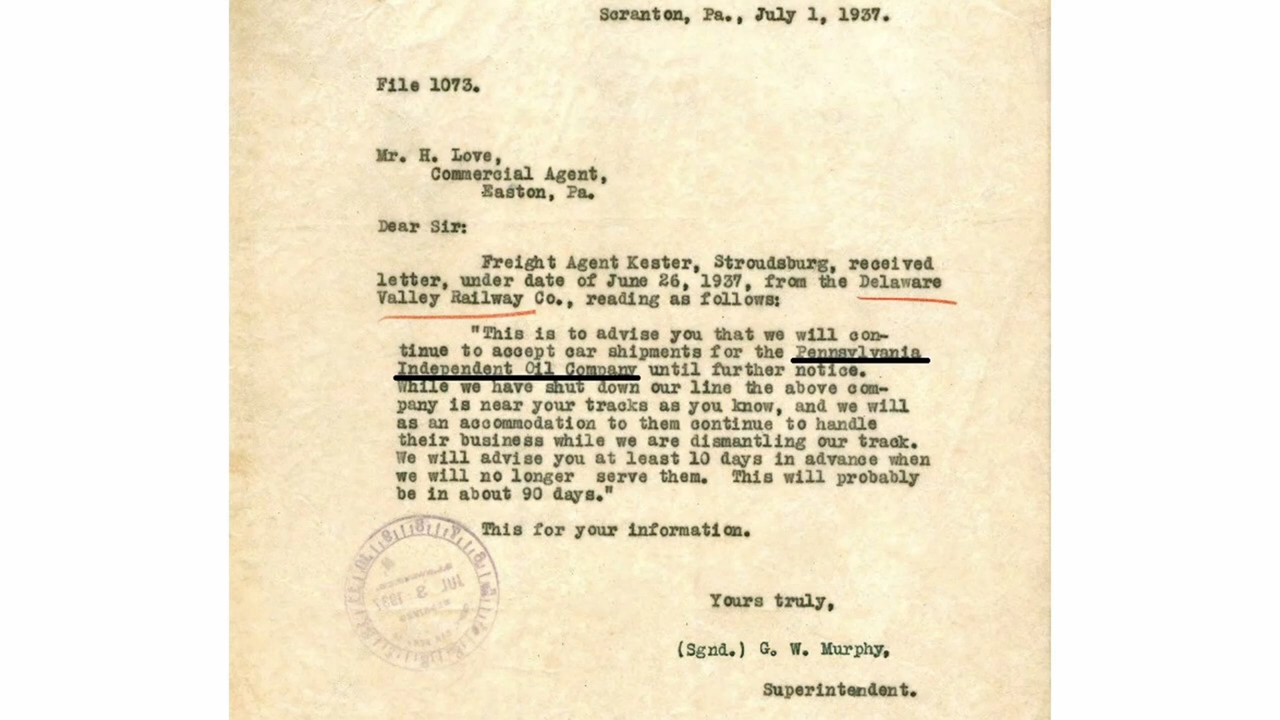 Scranton, Pa., July 1, 1937.
File 1073.
Mr. H. Love,
Commercial Agent,
Easton, Pa.
Dear Sir:
Freight Agent Kester, Stroudsburg, received
letter, under date of June 26, 1937, from the Delaware
Valley Railway Co., reading as follows:
"This is to advise you that we will con-
tinue to accept car shipments for the Pennsylvania
Independent Oil Company until further notice.
While we have shut down our line the above com-
pany is near your tracks as you know, and we will
as an accommodation to them continue to handle
their business while we are dismantling our track.
We will advise you at least 10 days in advance when
we will no longer serve them. This will probably
be in about 90 days."
This for your information.
JUL 3 1937
Yours truly,
(Sgnd.) G. W. Murphy,
Superintendent.